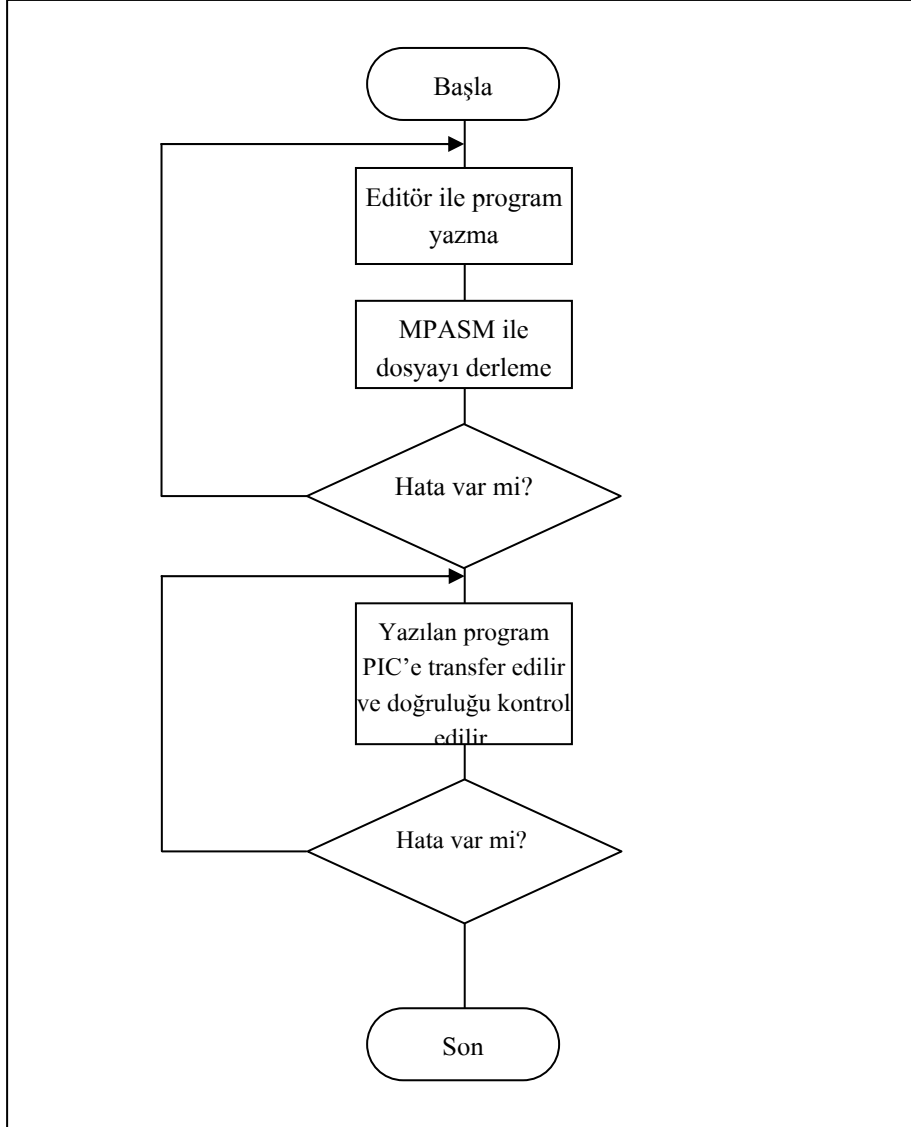 Başla
Editör ile program
yazma
MPASM ile
dosyayı derleme
Hata var mi?
Yazılan program
PIC’e transfer edilir
ve doğruluğu kontrol
edilir
Hata var mi?
Son